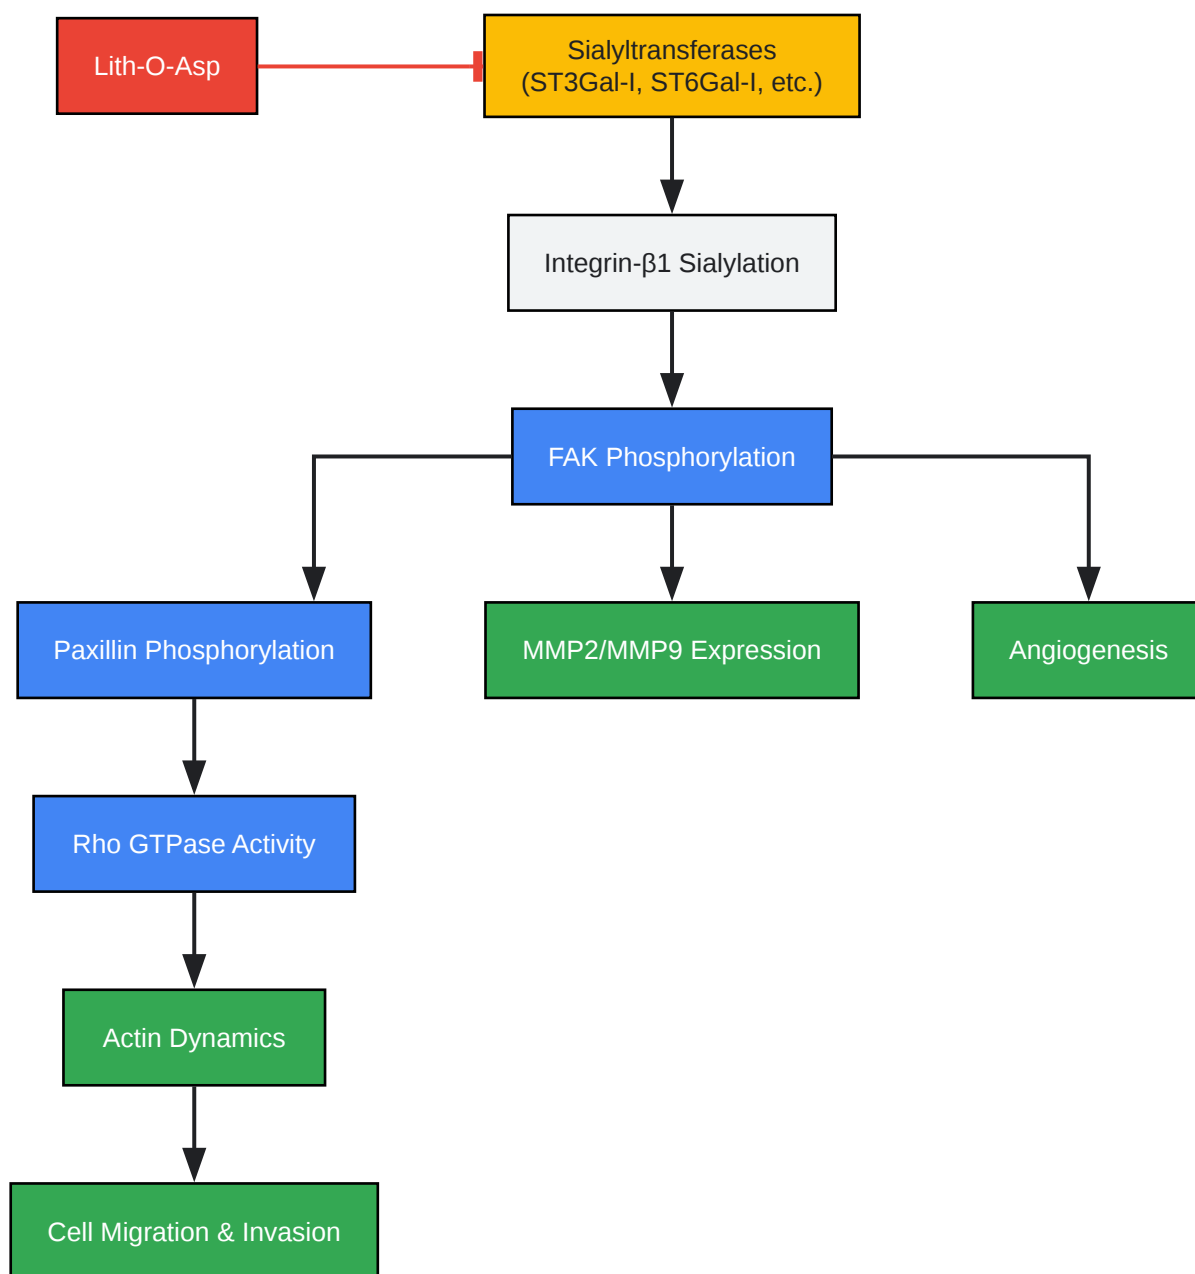 Lith-O-Asp
Sialyltransferases
(ST3Gal-I, ST6Gal-I, etc.)
Integrin-β1 Sialylation
FAK Phosphorylation
Paxillin Phosphorylation
MMP2/MMP9 Expression
Angiogenesis
Rho GTPase Activity
Actin Dynamics
Cell Migration & Invasion